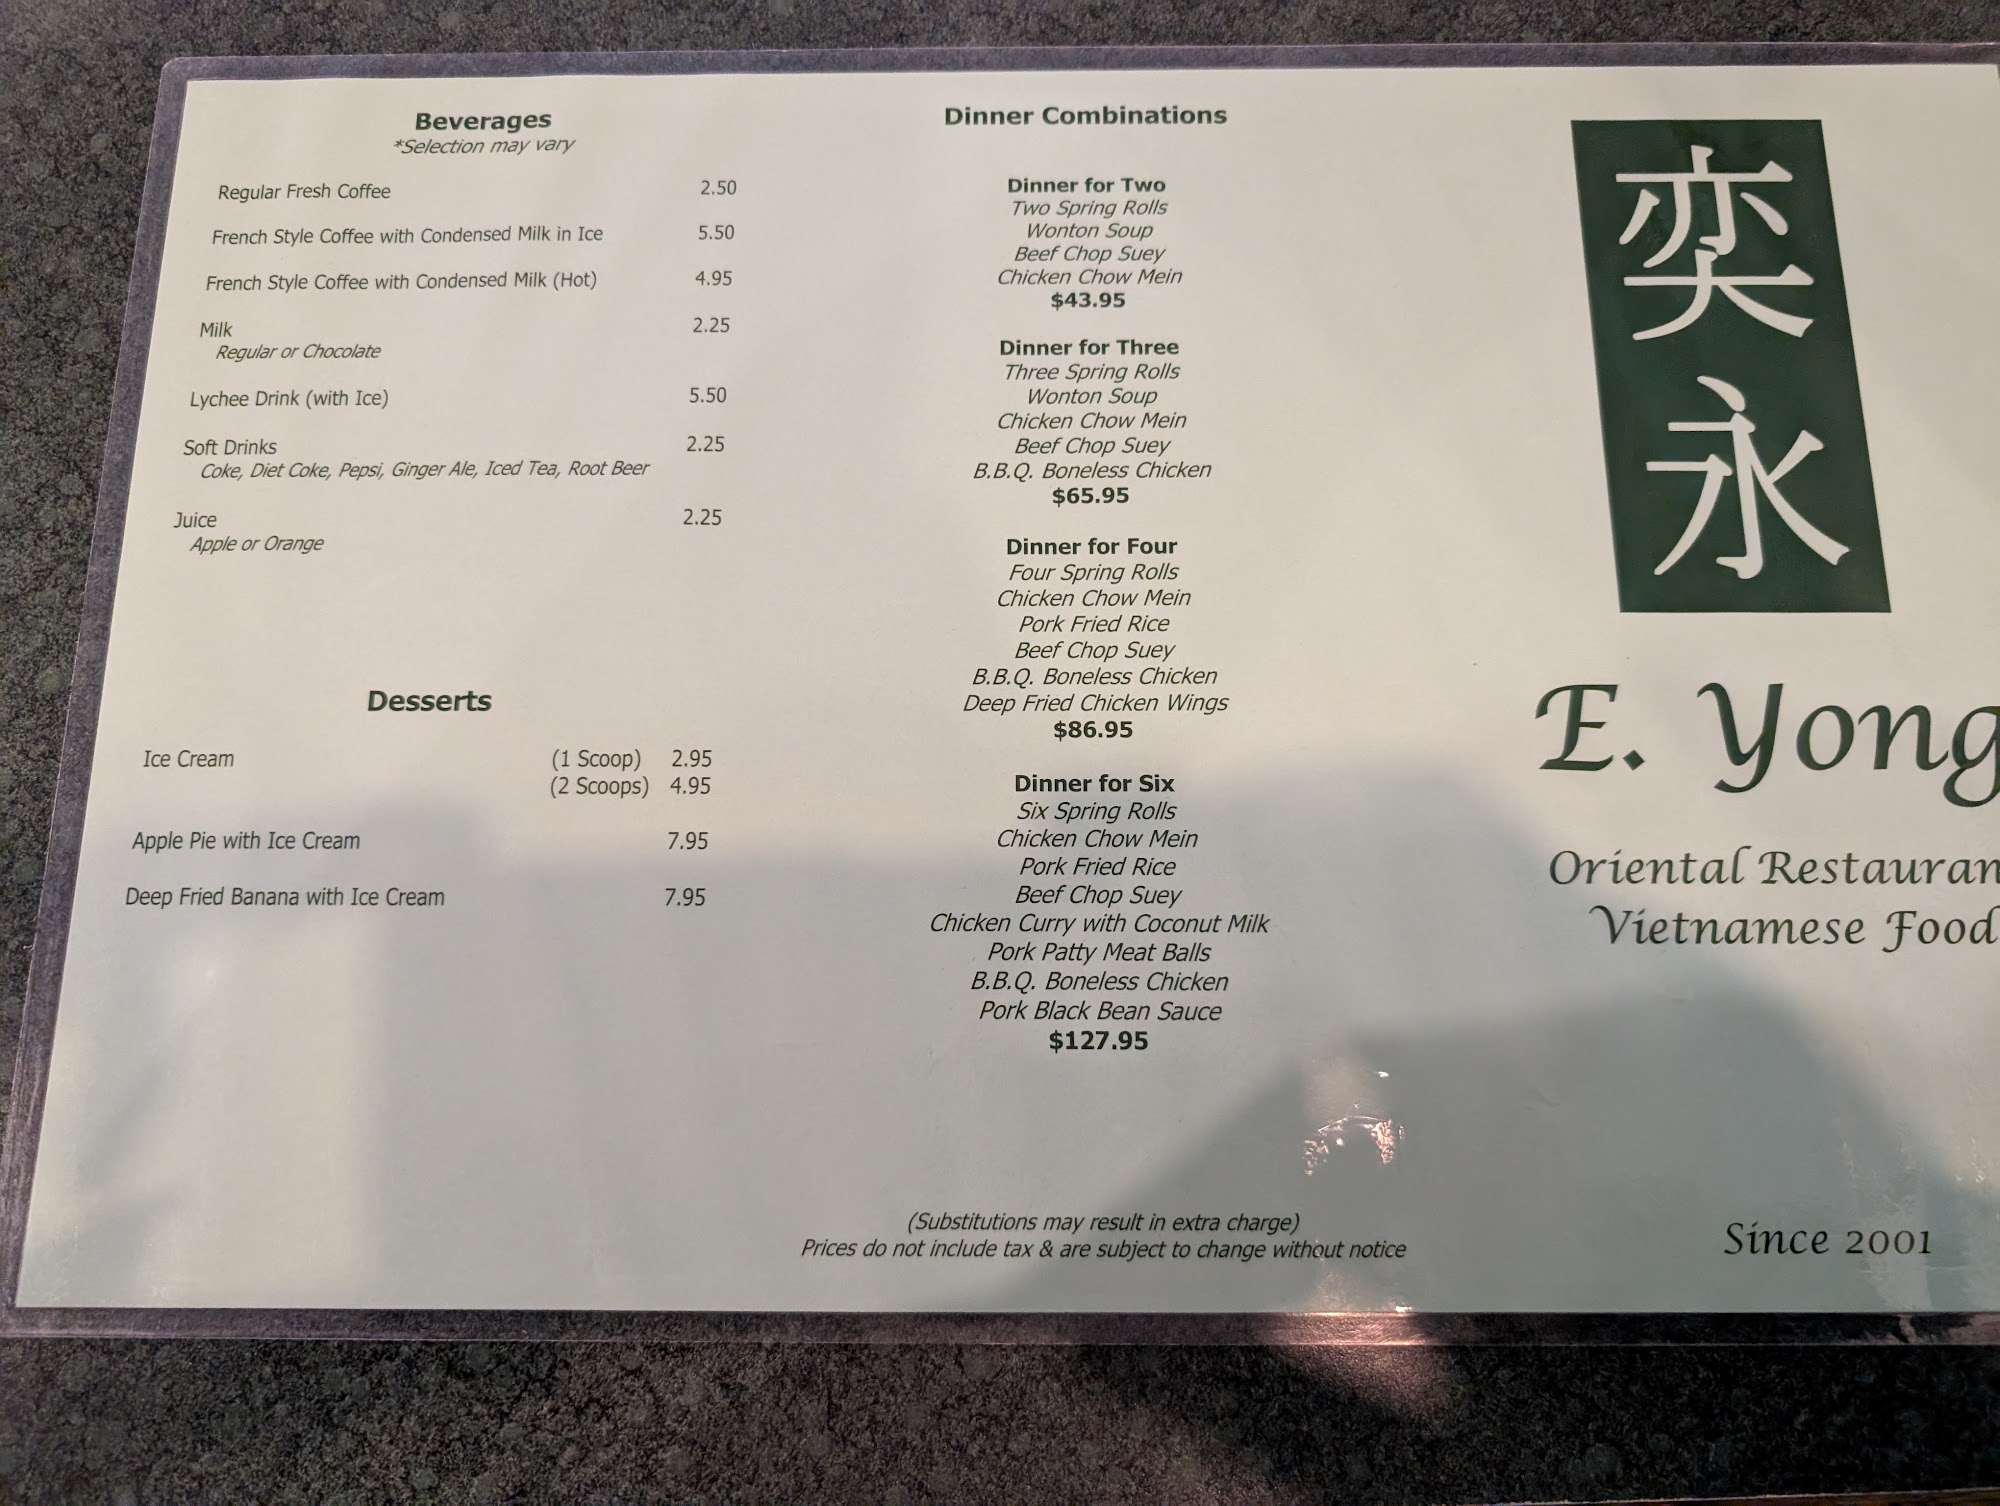 Beverages
*Selection may vary
Regular Fresh Coffee 2.50
French Style Coffee with Condensed Milk in Ice 5.50
French Style Coffee with Condensed Milk (Hot) 4.95
Milk 2.25
Regular or Chocolate
Lychee Drink (with Ice) 5.50
Soft Drinks 2.25
Coke, Diet Coke, Pepsi, Ginger Ale, Iced Tea, Root Beer
Juice 2.25
Apple or Orange
Desserts
Ice Cream (1 Scoop) 2.95
(2 Scoops) 4.95
Apple Pie with Ice Cream 7.95
Deep Fried Banana with Ice Cream 7.95
Dinner Combinations
Dinner for Two
Two Spring Rolls
Wonton Soup
Beef Chop Suey
Chicken Chow Mein
$43.95
Dinner for Three
Three Spring Rolls
Wonton Soup
Chicken Chow Mein
Beef Chop Suey
B.B.Q. Boneless Chicken
$65.95
Dinner for Four
Four Spring Rolls
Chicken Chow Mein
Pork Fried Rice
Beef Chop Suey
B.B.Q. Boneless Chicken
Deep Fried Chicken Wings
$86.95
Dinner for Six
Six Spring Rolls
Chicken Chow Mein
Pork Fried Rice
Beef Chop Suey
Chicken Curry with Coconut Milk
Pork Patty Meat Balls
B.B.Q. Boneless Chicken
Pork Black Bean Sauce
$127.95
(Substitutions may result in extra charge)
Prices do not include tax & are subject to change without notice
奕
永
E. Yong
Oriental Restauran
Vietnamese Food
Since 2001